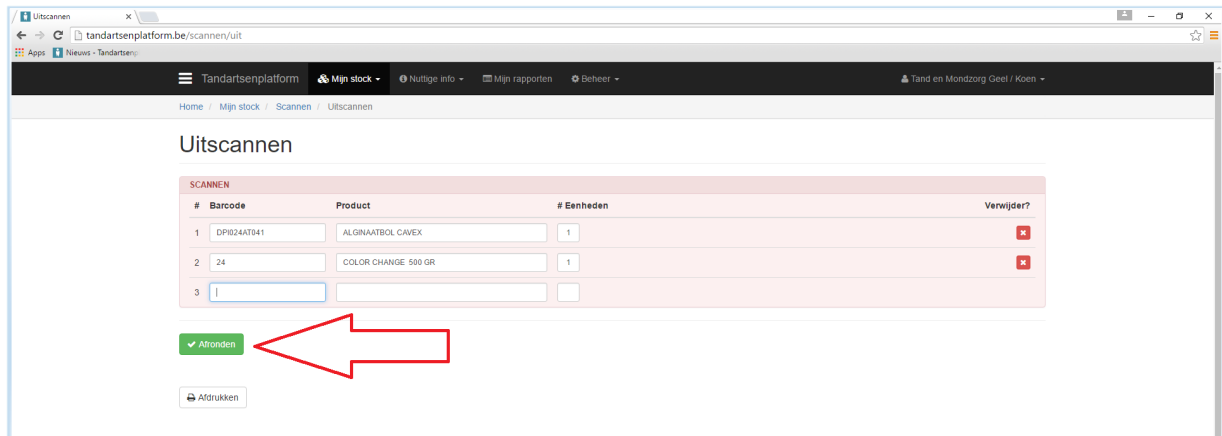 Uitscannen
tandartsenplatform.be/scannen/uit
Apps Nieuws - Tandartsenp
Tandartsenplatform Mijn stock Nuttige info Mijn rapporten Beheer Tand en Mondzorg Geel / Koen
Home / Mijn stock / Scannen / Uitscannen
Uitscannen
SCANNEN
# Barcode Product # Eenheden Verwijder?
1 DPI024AT041 ALGINAATBOL CAVEX 1
2 24 COLOR CHANGE 500 GR 1
3
Afronden
Afdrukken